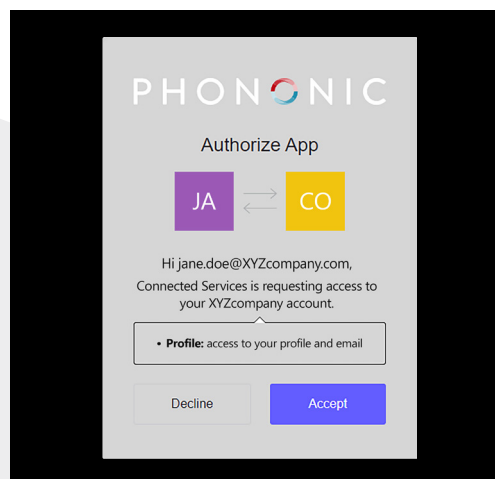 PHONONIC
Authorize App
JA CO
Hi jane.doe@XYZcompany.com,
Connected Services is requesting access to
your XYZcompany account.
• Profile: access to your profile and email
Decline Accept